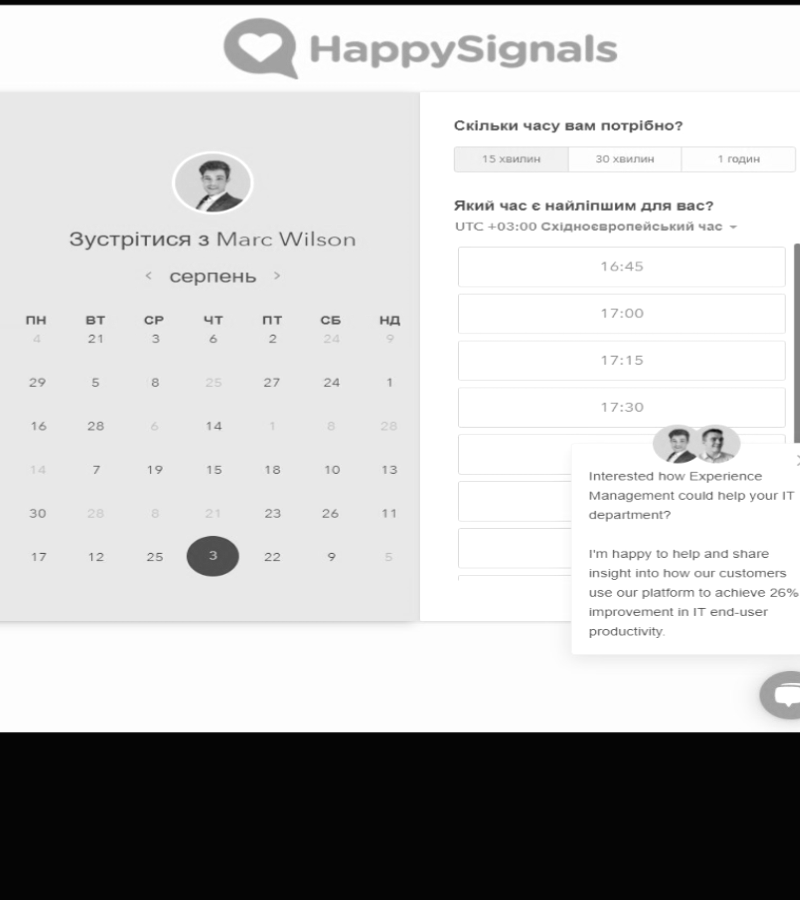 HappySignals
Зустрітися з Marc Wilson
серпень
ПН ВТ СР ЧТ ПТ СБ НД
4 21 3 6 2 24 9
29 5 8 25 27 24 1
16 28 6 14 1 8 28
14 7 19 15 18 10 13
30 28 8 21 23 26 11
17 12 25 3 22 9 5
Скільки часу вам потрібно?
15 хвилин 30 хвилин 1 годин
Який час є найліпшим для вас?
UTC +03:00 Східноєвропейський час
16:45
17:00
17:15
17:30
Interested how Experience
Management could help your IT
department?
I'm happy to help and share
insight into how our customers
use our platform to achieve 26%
improvement in IT end-user
productivity.